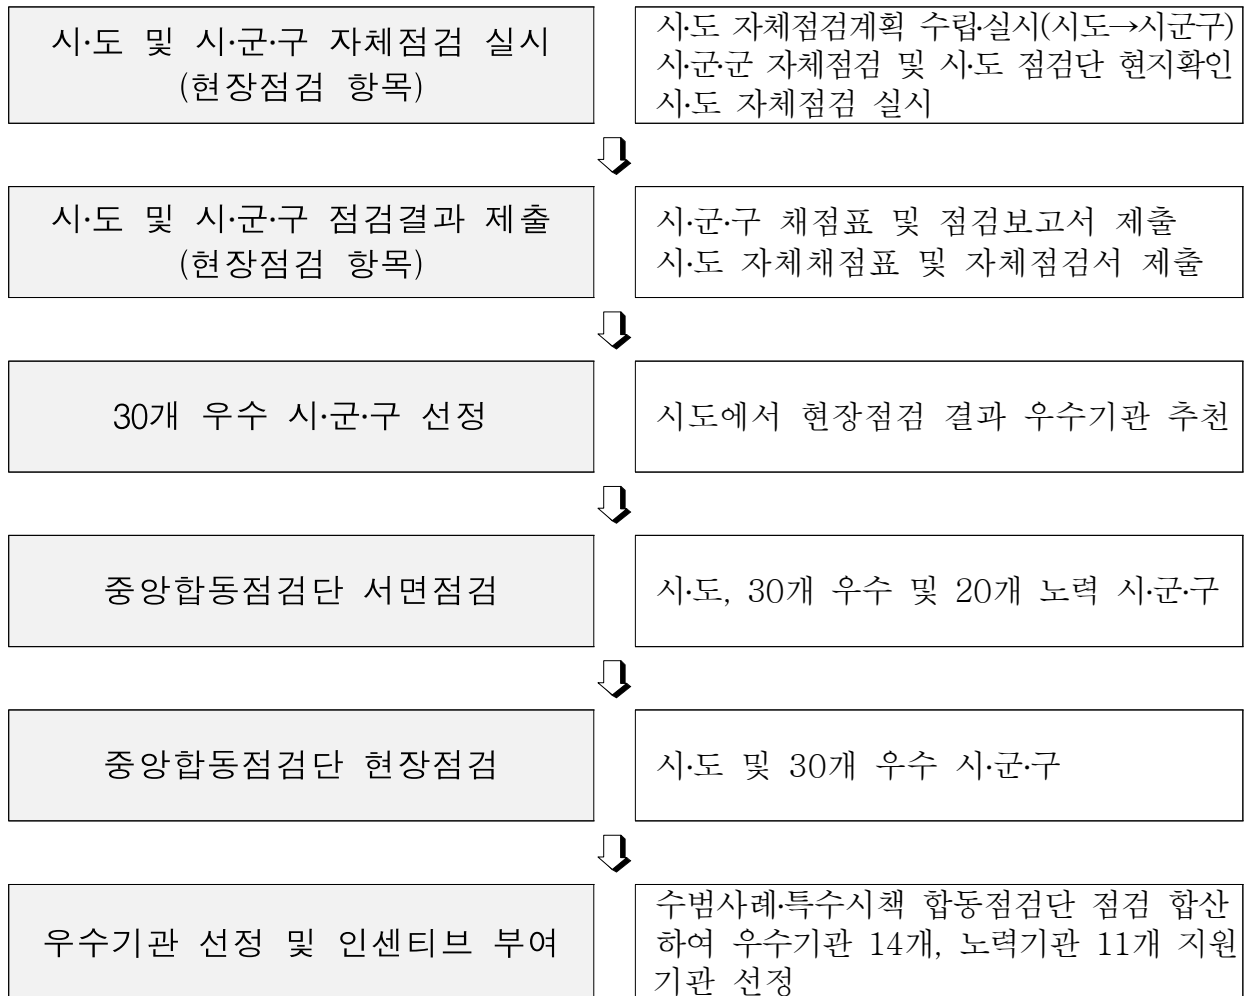 시·도 및 시·군·구 자체점검 실시
(현장점검 항목)
시·도 자체점검계획 수립·실시(시도→시군구)
시·군·군 자체점검 및 시·도 점검단 현지확인
시·도 자체점검 실시
시·도 및 시·군·구 점검결과 제출
(현장점검 항목)
시·군·구 채점표 및 점검보고서 제출
시·도 자체채점표 및 자체점검서 제출
30개 우수 시·군·구 선정
시도에서 현장점검 결과 우수기관 추천
중앙합동점검단 서면점검
시·도, 30개 우수 및 20개 노력 시·군·구
중앙합동점검단 현장점검
시·도 및 30개 우수 시·군·구
우수기관 선정 및 인센티브 부여
수범사례·특수시책 합동점검단 점검 합산
하여 우수기관 14개, 노력기관 11개 지원
기관 선정